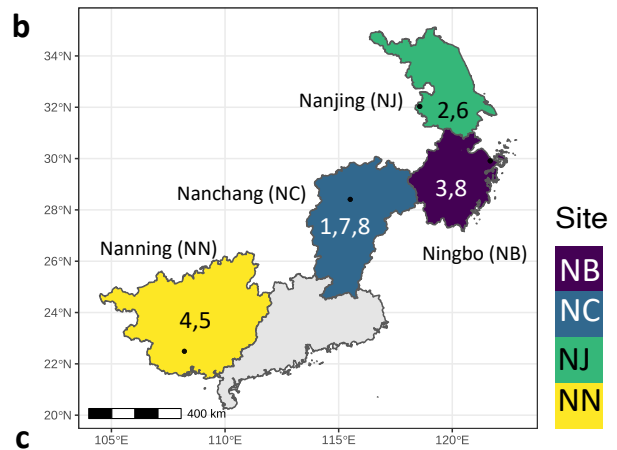 b
34°N
32°N
30°N
28°N
26°N
24°N
22°N
20°N
Nanjing (NJ)
2,6
Nanchang (NC)
3,8
1,7,8
Nanning (NN)
Ningbo (NB)
4,5
400 km
105°E
110°E
115°E
120°E
Site
NB
NC
NJ
NN
c